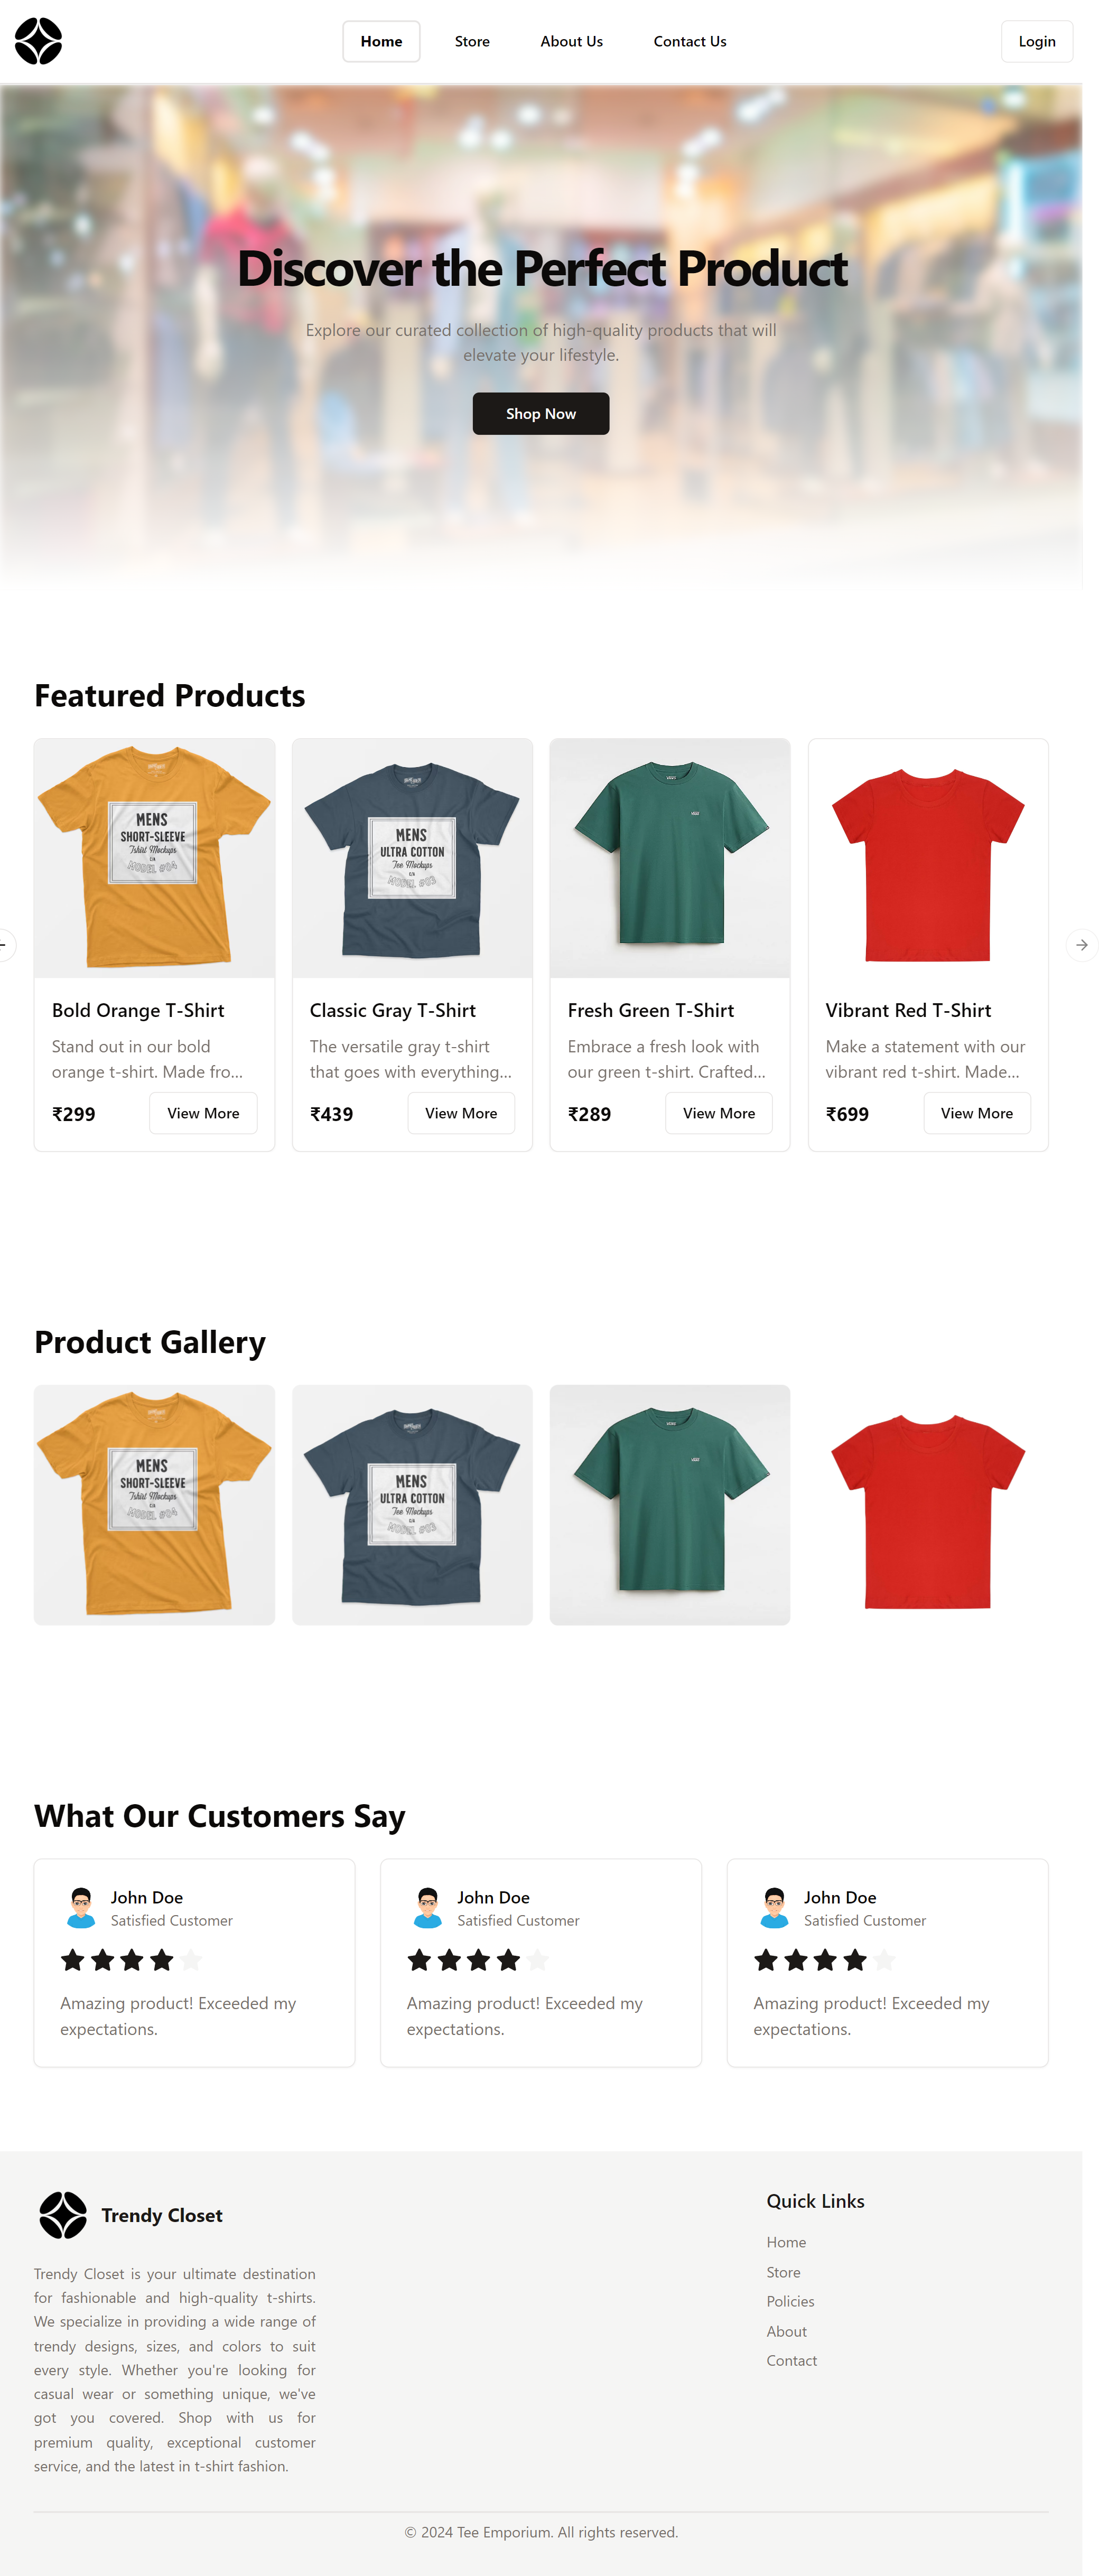 Home
Store
About Us
Contact Us
Login
Discover the Perfect Product
Explore our curated collection of high-quality products that will
elevate your lifestyle.
Shop Now
Featured Products
MENS
SHORT-SLEEVE
Tshirt Mockups
MODEL #04
Bold Orange T-Shirt
Stand out in our bold
orange t-shirt. Made fro...
₹299
View More
MENS
ULTRA COTTON
Tee Mockups
MODEL #03
Classic Gray T-Shirt
The versatile gray t-shirt
that goes with everything...
₹439
View More
Fresh Green T-Shirt
Embrace a fresh look with
our green t-shirt. Crafted...
₹289
View More
Vibrant Red T-Shirt
Make a statement with our
vibrant red t-shirt. Made...
₹699
View More
Product Gallery
MENS
SHORT-SLEEVE
Tshirt Mockups
MODEL #04
MENS
ULTRA COTTON
Tee Mockups
MODEL #03
What Our Customers Say
John Doe
Satisfied Customer
Amazing product! Exceeded my
expectations.
John Doe
Satisfied Customer
Amazing product! Exceeded my
expectations.
John Doe
Satisfied Customer
Amazing product! Exceeded my
expectations.
Trendy Closet
Trendy Closet is your ultimate destination
for fashionable and high-quality t-shirts.
We specialize in providing a wide range of
trendy designs, sizes, and colors to suit
every style. Whether you're looking for
casual wear or something unique, we've
got you covered. Shop with us for
premium quality, exceptional customer
service, and the latest in t-shirt fashion.
Quick Links
Home
Store
Policies
About
Contact
© 2024 Tee Emporium. All rights reserved.